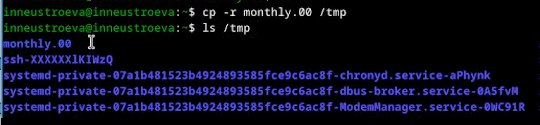 inneustroeva@inneustroeva:~$ cp -r monthly.00 /tmp
inneustroeva@inneustroeva:~$ ls /tmp
monthly.00
ssh-XXXXXXlKIWzQ
systemd-private-07a1b481523b4924893585fce9c6ac8f-chronyd.service-aPhynk
systemd-private-07a1b481523b4924893585fce9c6ac8f-dbus-broker.service-0A5fvM
systemd-private-07a1b481523b4924893585fce9c6ac8f-ModemManager.service-0WC91R